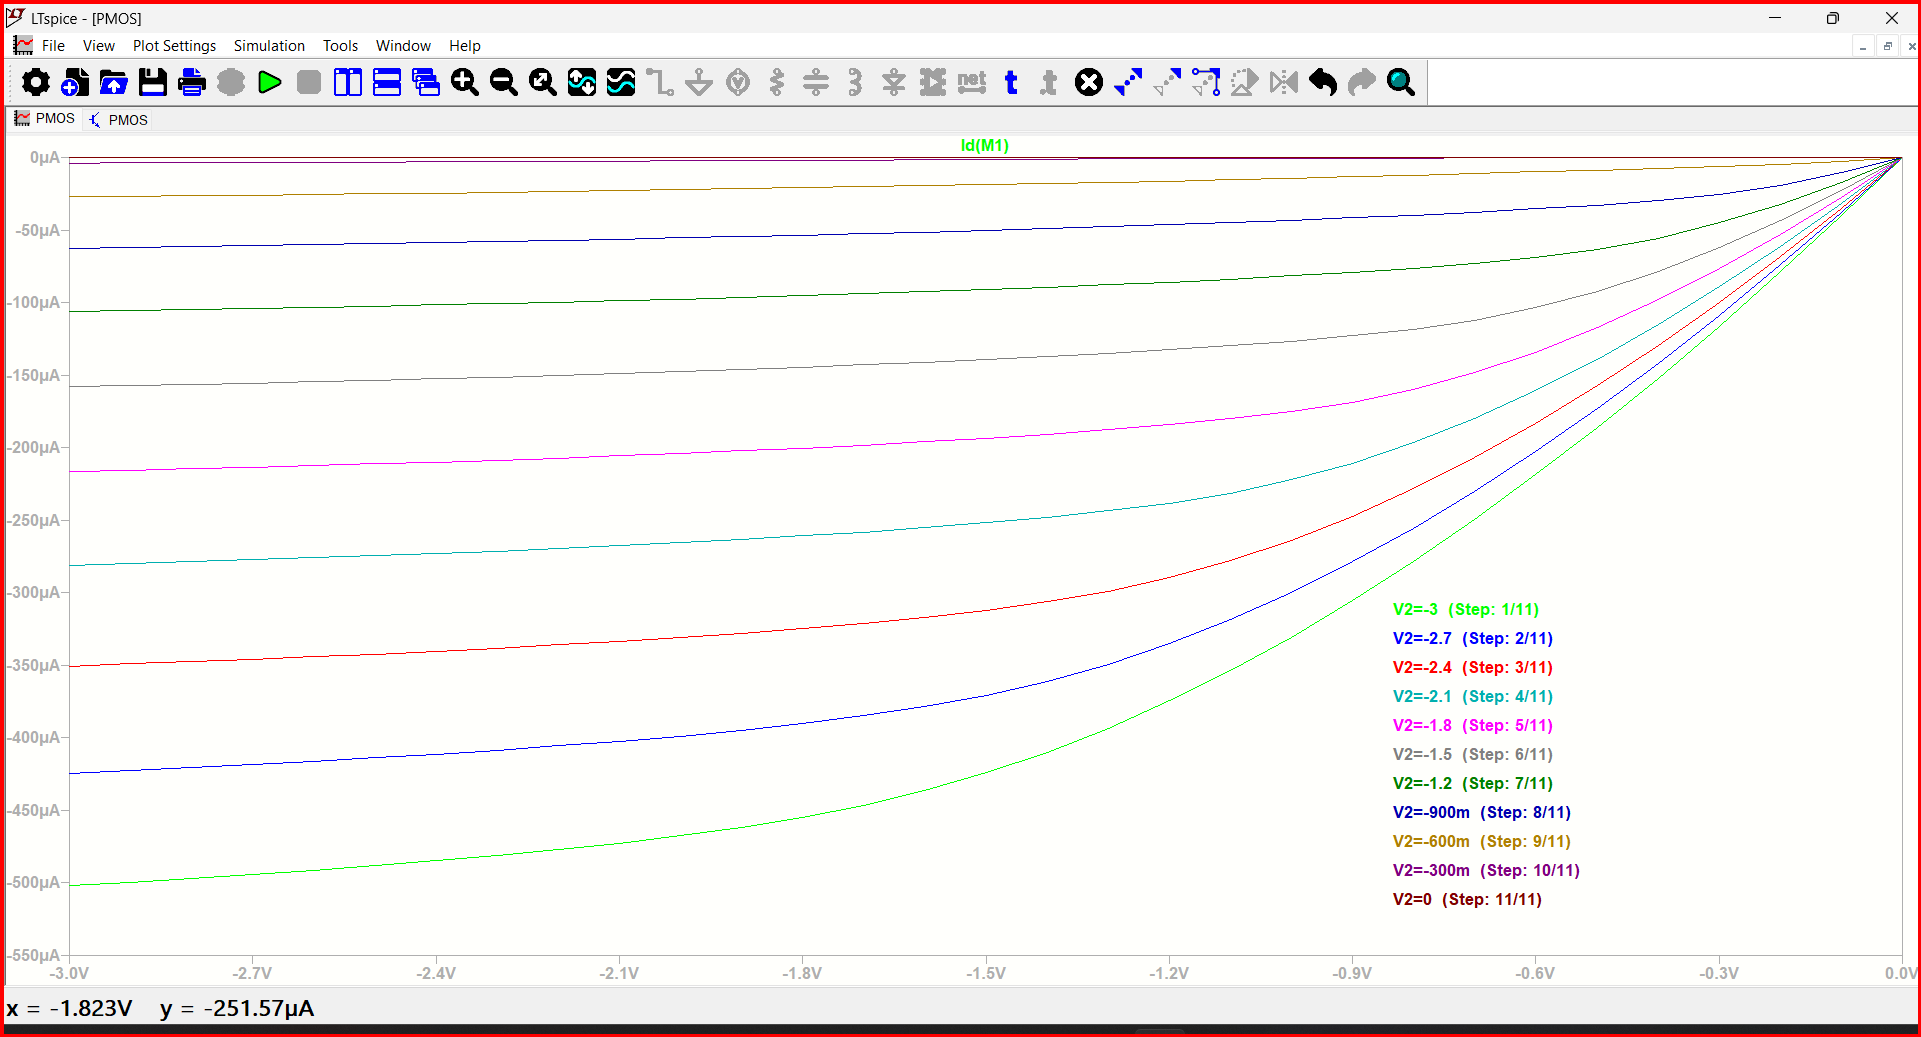 LTspice - [PMOS]
File View Plot Settings Simulation Tools Window Help
net t t
PMOS PMOS
Id(M1)
0µA
-50µA
-100µA
-150µA
-200µA
-250µA
-300µA
-350µA
-400µA
-450µA
-500µA
-550µA
V2=-3 (Step: 1/11)
V2=-2.7 (Step: 2/11)
V2=-2.4 (Step: 3/11)
V2=-2.1 (Step: 4/11)
V2=-1.8 (Step: 5/11)
V2=-1.5 (Step: 6/11)
V2=-1.2 (Step: 7/11)
V2=-900m (Step: 8/11)
V2=-600m (Step: 9/11)
V2=-300m (Step: 10/11)
V2=0 (Step: 11/11)
-3.0V -2.7V -2.4V -2.1V -1.8V -1.5V -1.2V -0.9V -0.6V -0.3V 0.0V
x = -1.823V y = -251.57µA